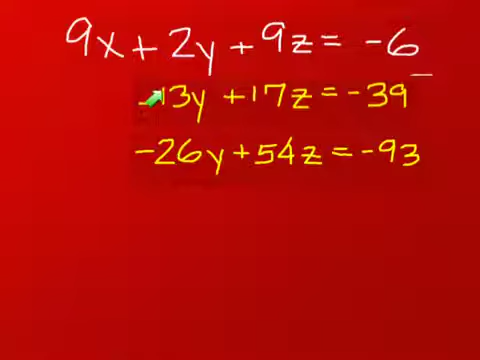 9x + 2y + 9z = -6
-13y + 17z = -39
-26y + 54z = -93